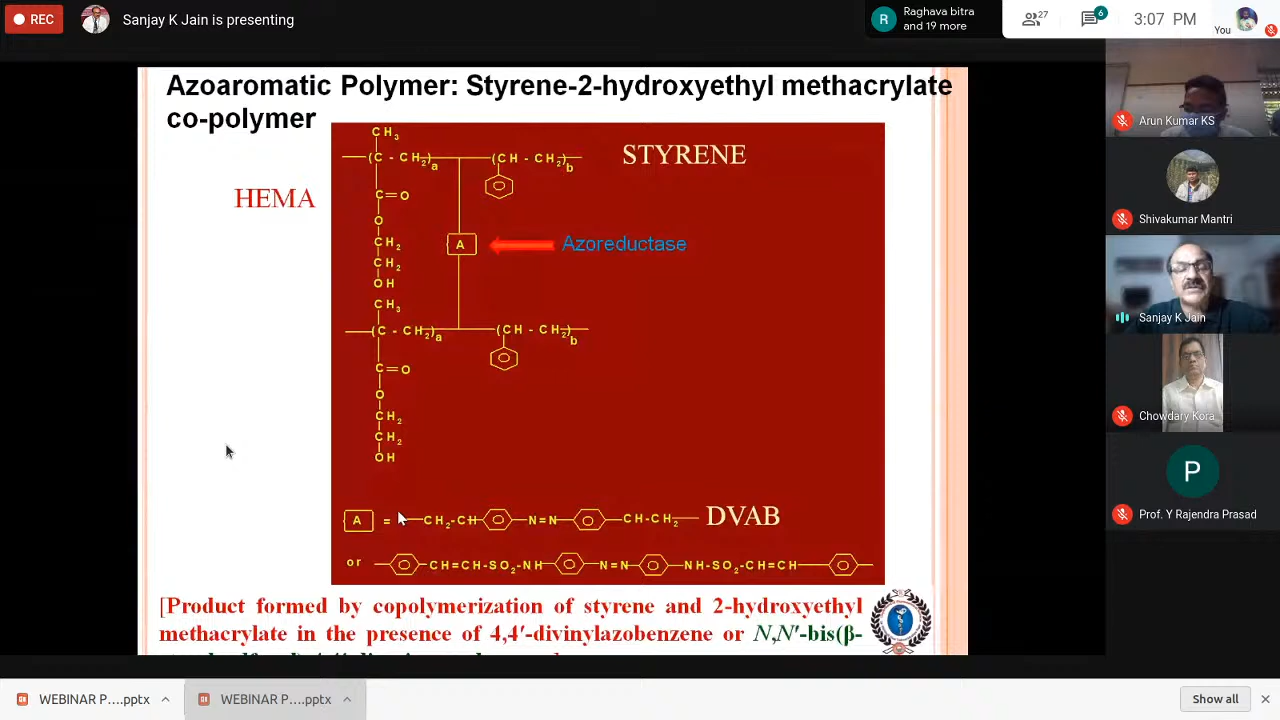 REC
Sanjay K Jain is presenting
R
Raghava bitra
and 19 more
27
6
3:07 PM
You
Azoaromatic Polymer: Styrene-2-hydroxyethyl methacrylate
co-polymer
CH3
(C - CH2)a
(CH - CH2)b
STYRENE
HEMA
C=O
O
CH2
A
Azoreductase
CH2
OH
CH3
(C - CH2)a
(CH - CH2)b
C=O
O
CH2
CH2
OH
A = CH2-CH N=N CH-CH2 DVAB
or CH=CH-SO2-NH N=N NH-SO2-CH=CH
[Product formed by copolymerization of styrene and 2-hydroxyethyl
methacrylate in the presence of 4,4′-divinylazobenzene or N,N′-bis(β-
Arun Kumar KS
Shivakumar Mantri
Sanjay K Jain
Chowdary Kora
P
Prof. Y Rajendra Prasad
WEBINAR P....pptx
WEBINAR P....pptx
Show all